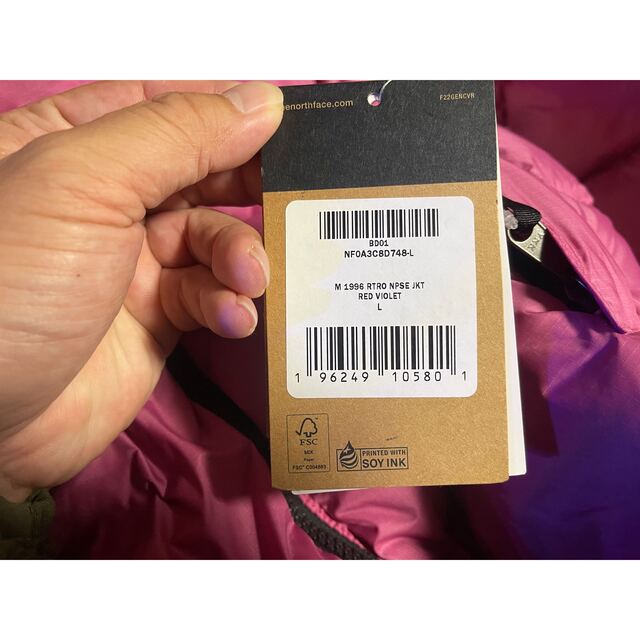 enorthface.com
F22GENCVR
BD01
NF0A3C8D748-L
M 1996 RTRO NPSE JKT
RED VIOLET
L
1 96249 10580 1
FSC
MIX
Paper
FSC® C004693
PRINTED WITH
SOY INK